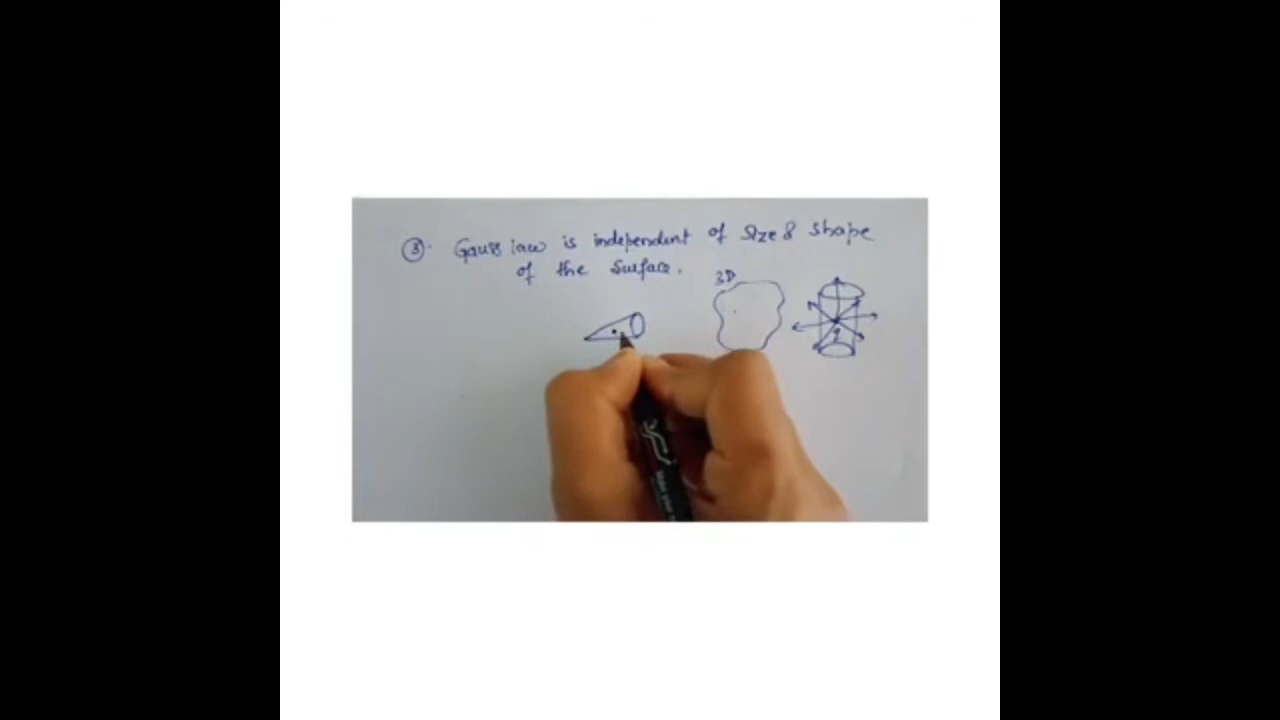 ③. Gauss law is independent of size & shape
of the surface.
3D
q